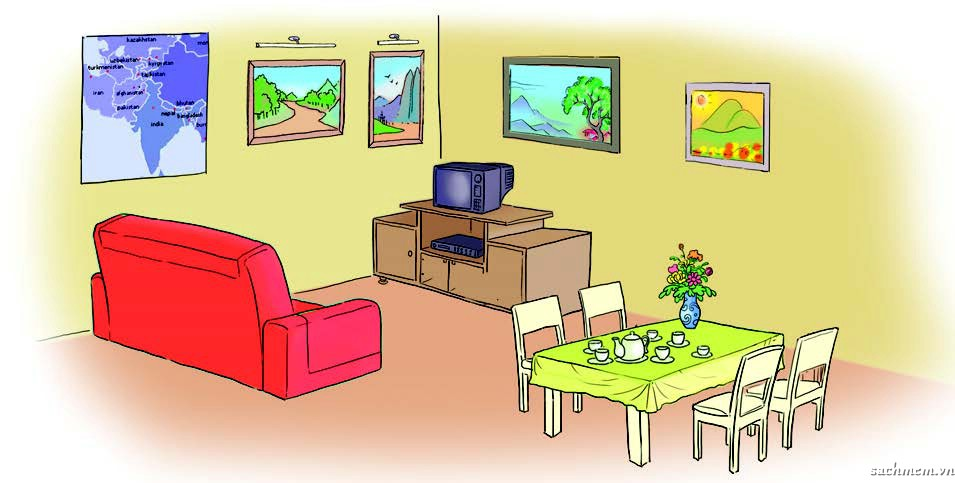 kazakhstan
uzbekistan
kyrgyzstan
turkmenistan
tajikistan
iran
afghanistan
pakistan
bhutan
nepal
bangladesh
india
sachmem.vn